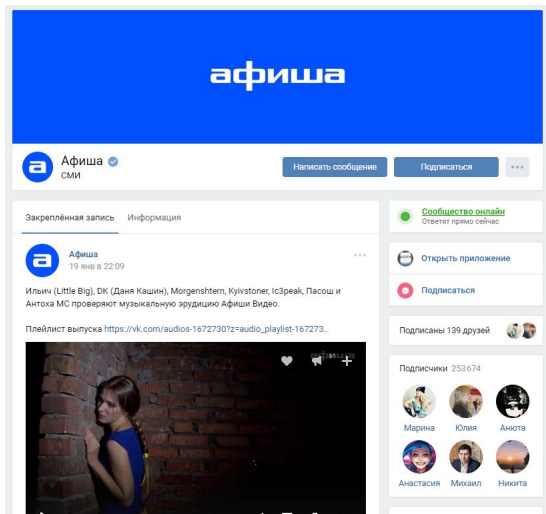 афиша
а
Афиша
СМИ
Написать сообщение
Подписаться
Закреплённая запись
Информация
а
Афиша
19 янв в 22:09
Ильич (Little Big), DK (Даня Кашин), Morgenshtern, Kyivstoner, Ic3peak, Пасош и
Антоха МС проверяют музыкальную эрудицию Афиши Видео.
Плейлист выпуска https://vk.com/audios-1672730?z=audio_playlist-167273..
афиша
Сообщество онлайн
Ответят прямо сейчас
Открыть приложение
Подписаться
Подписаны 139 друзей
Подписчики 253674
Марина
Юлия
Анюта
Анастасия
Михаил
Никита